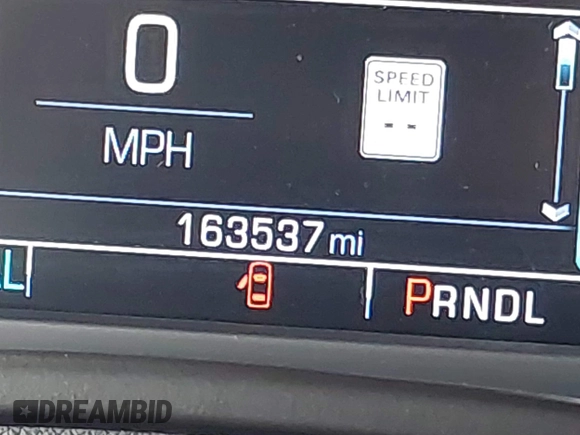 0
SPEED
LIMIT
--
MPH
163537 mi
L
PRNDL
DREAMBID